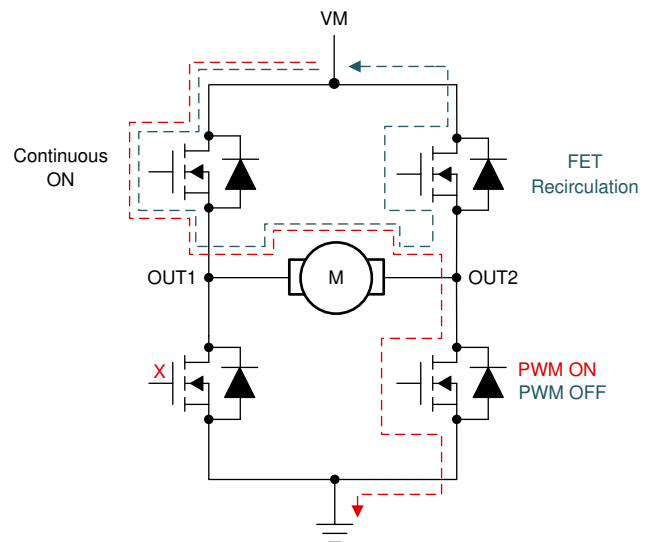 VM
Continuous
ON
FET
Recirculation
OUT1
M
OUT2
X
PWM ON
PWM OFF